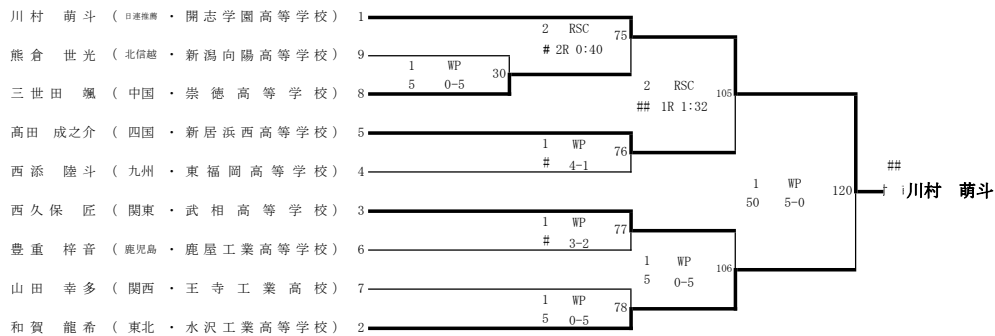 川村 萌斗 ( 日連推薦 ・ 開志学園高等学校 ) 1
2 RSC 75
# 2R 0:40
熊倉 世光 ( 北信越 ・ 新潟向陽高等学校 ) 9
1 WP 30
5 0-5
三世田 颯 ( 中国 ・ 崇徳高等学校 ) 8
2 RSC 105
## 1R 1:32
髙田 成之介 ( 四国 ・ 新居浜西高等学校 ) 5
1 WP 76
# 4-1
西添 陸斗 ( 九州 ・ 東福岡高等学校 ) 4
##
1 WP 120 川村 萌斗
50 5-0
西久保 匠 ( 関東 ・ 武相高等学校 ) 3
1 WP 77
# 3-2
豊重 梓音 ( 鹿児島 ・ 鹿屋工業高等学校 ) 6
1 WP 106
5 0-5
山田 幸多 ( 関西 ・ 王寺工業高校 ) 7
1 WP 78
5 0-5
和賀 龍希 ( 東北 ・ 水沢工業高等学校 ) 2